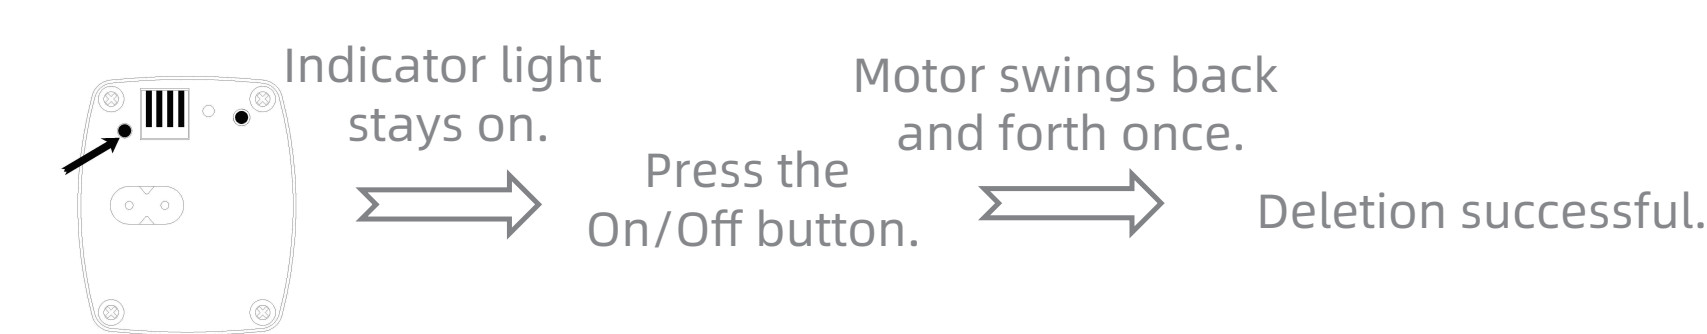 Indicator light
stays on.
Press the
On/Off button.
Motor swings back
and forth once.
Deletion successful.